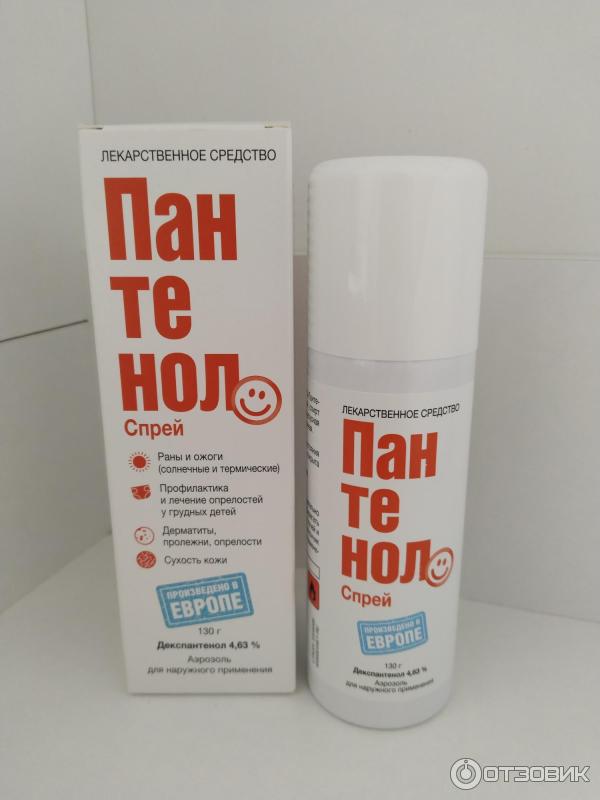 ЛЕКАРСТВЕННОЕ СРЕДСТВО
Пан
те
нол
Спрей
Раны и ожоги
(солнечные и термические)
Профилактика
и лечение опрелостей
у грудных детей
Дерматиты,
пролежни, опрелости
Сухость кожи
ПРОИЗВЕДЕНО В
ЕВРОПЕ
130 г
Декспантенол 4,63 %
Аэрозоль
для наружного применения
ЛЕКАРСТВЕННОЕ СРЕДСТВО
Пан
те
нол
Спрей
ПРОИЗВЕДЕНО В
ЕВРОПЕ
130 г
Декспантенол 4,63 %
Аэрозоль
для наружного применения
ОТЗОВИК